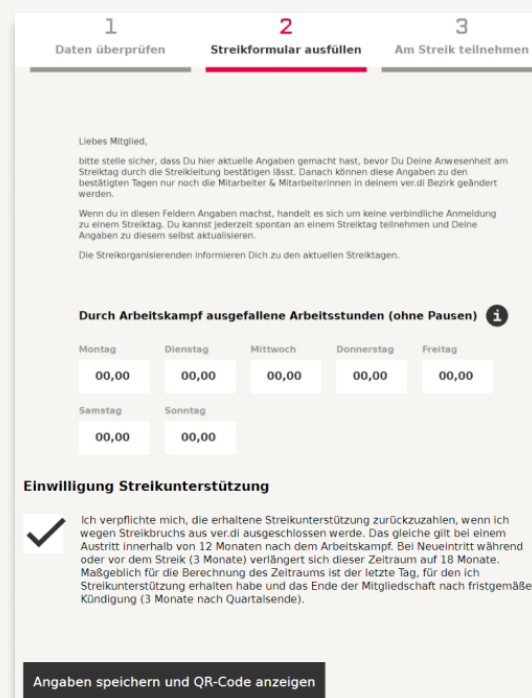 1 2 3
Daten überprüfen Streikformular ausfüllen Am Streik teilnehmen
Liebes Mitglied,
bitte stelle sicher, dass Du hier aktuelle Angaben gemacht hast, bevor Du Deine Anwesenheit am
Streiktag durch die Streikleitung bestätigen lässt. Danach können diese Angaben zu den
bestätigten Tagen nur noch die Mitarbeiter & Mitarbeiterinnen in deinem ver.di Bezirk geändert
werden.
Wenn du in diesen Feldern Angaben machst, handelt es sich um keine verbindliche Anmeldung
zu einem Streiktag. Du kannst jederzeit spontan an einem Streiktag teilnehmen und Deine
Angaben zu diesem selbst aktualisieren.
Die Streikorganisierenden informieren Dich zu den aktuellen Streiktagen.
Durch Arbeitskampf ausgefallene Arbeitsstunden (ohne Pausen) i
Montag Dienstag Mittwoch Donnerstag Freitag
00,00 00,00 00,00 00,00 00,00
Samstag Sonntag
00,00 00,00
Einwilligung Streikunterstützung
Ich verpflichte mich, die erhaltene Streikunterstützung zurückzuzahlen, wenn ich
wegen Streikbruchs aus ver.di ausgeschlossen werde. Das gleiche gilt bei einem
Austritt innerhalb von 12 Monaten nach dem Arbeitskampf. Bei Neueintritt während
oder vor dem Streik (3 Monate) verlängert sich dieser Zeitraum auf 18 Monate.
Maßgeblich für die Berechnung des Zeitraums ist der letzte Tag, für den ich
Streikunterstützung erhalten habe und das Ende der Mitgliedschaft nach fristgemäße
Kündigung (3 Monate nach Quartalsende).
Angaben speichern und QR-Code anzeigen